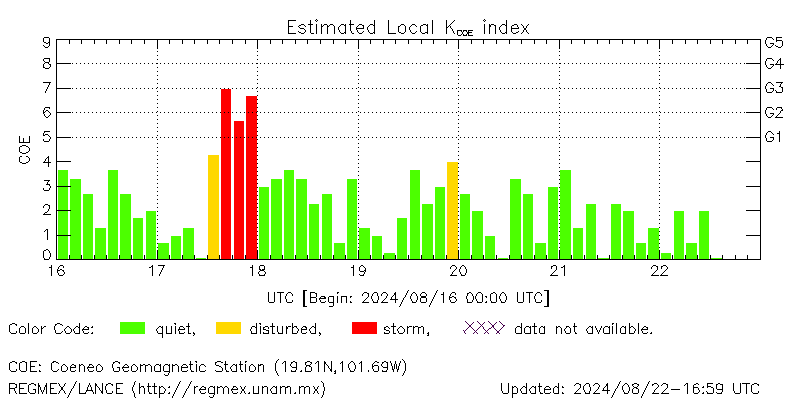 Estimated Local KCOE index
9 G5
8 G4
7 G3
6 G2
5 G1
COE
4
3
2
1
0
16 17 18 19 20 21 22
UTC [Begin: 2024/08/16 00:00 UTC]
Color Code: quiet, disturbed, storm, data not available.
COE: Coeneo Geomagnetic Station (19.81N,101.69W)
REGMEX/LANCE (http://regmex.unam.mx) Updated: 2024/08/22-16:59 UTC